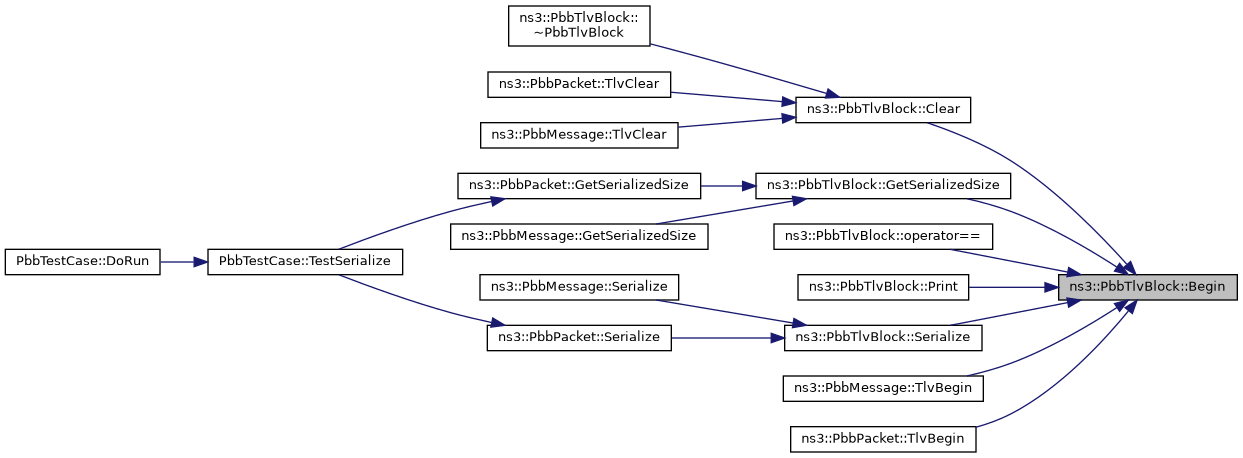 ns3::PbbTlvBlock::
~PbbTlvBlock
ns3::PbbPacket::TlvClear
ns3::PbbTlvBlock::Clear
ns3::PbbMessage::TlvClear
ns3::PbbPacket::GetSerializedSize
ns3::PbbTlvBlock::GetSerializedSize
ns3::PbbMessage::GetSerializedSize
ns3::PbbTlvBlock::operator==
PbbTestCase::DoRun
PbbTestCase::TestSerialize
ns3::PbbMessage::Serialize
ns3::PbbTlvBlock::Print
ns3::PbbTlvBlock::Begin
ns3::PbbPacket::Serialize
ns3::PbbTlvBlock::Serialize
ns3::PbbMessage::TlvBegin
ns3::PbbPacket::TlvBegin